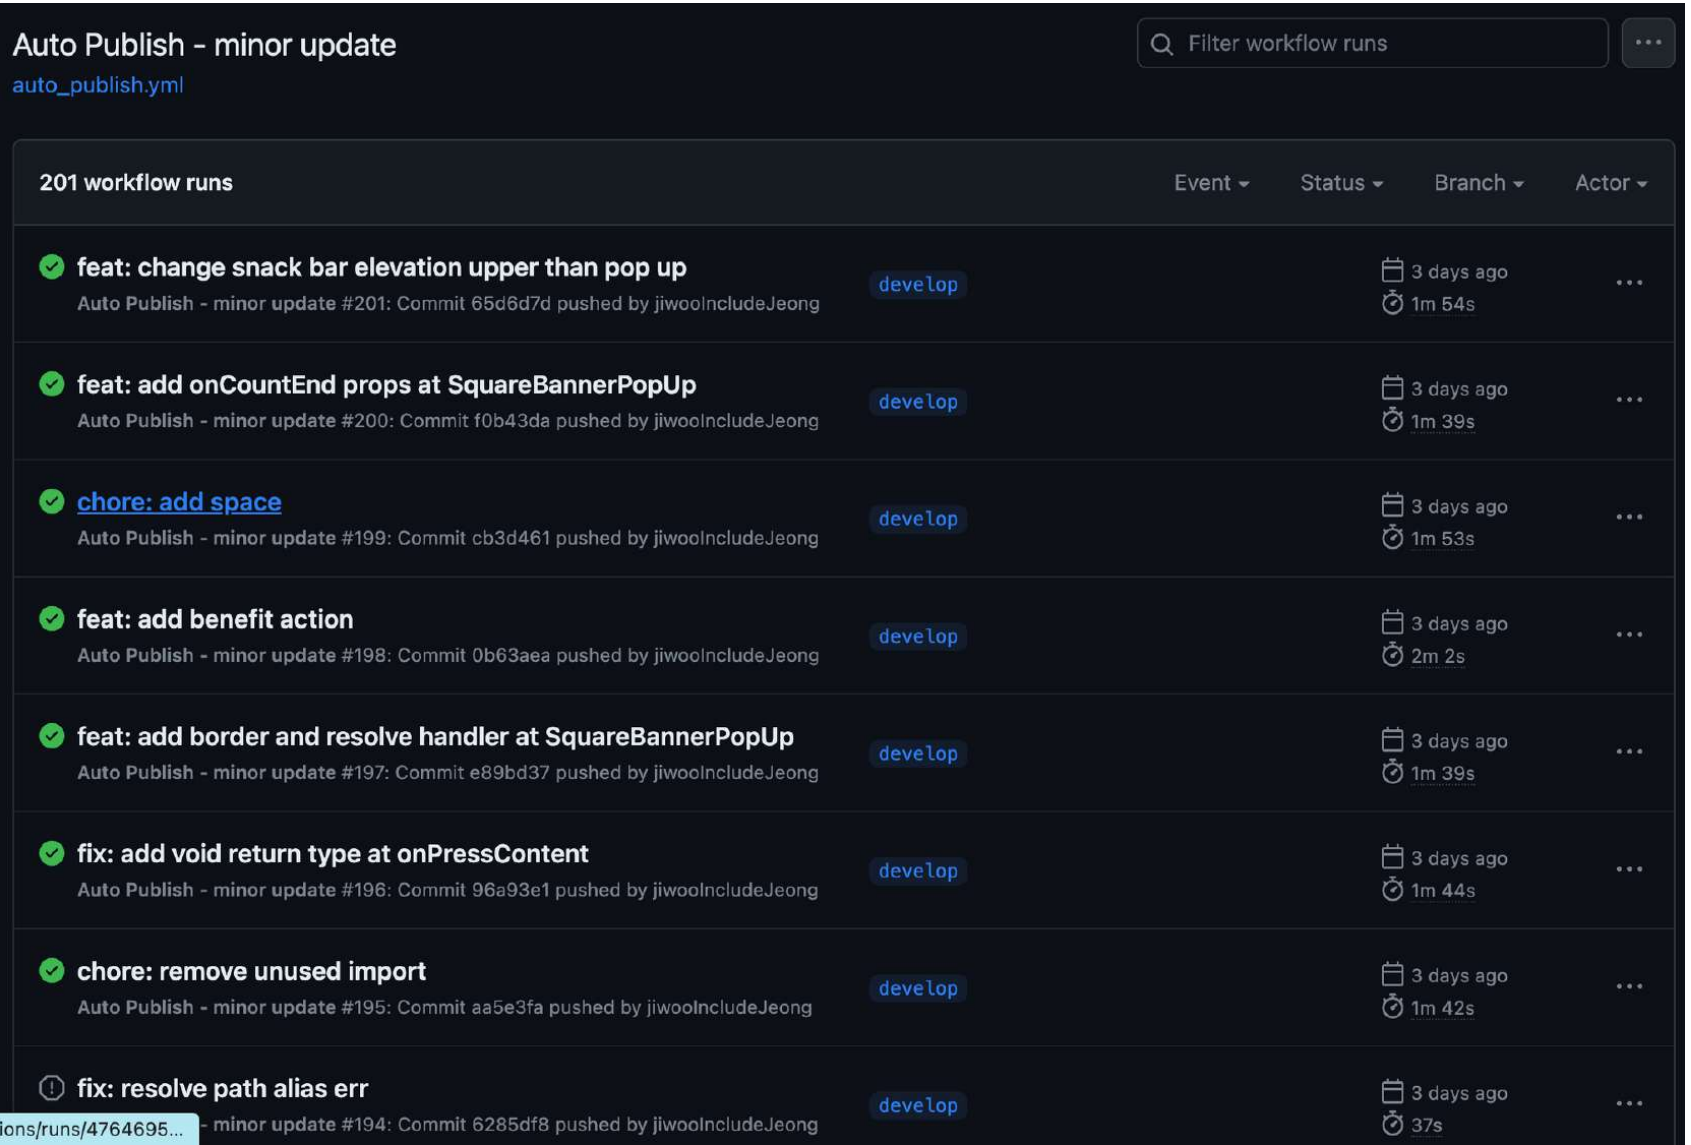 Auto Publish - minor update
Filter workflow runs
auto_publish.yml
201 workflow runs
Event
Status
Branch
Actor
feat: change snack bar elevation upper than pop up
Auto Publish - minor update #201: Commit 65d6d7d pushed by jiwooIncludeJeong
develop
3 days ago
1m 54s
feat: add onCountEnd props at SquareBannerPopUp
Auto Publish - minor update #200: Commit f0b43da pushed by jiwooIncludeJeong
develop
3 days ago
1m 39s
chore: add space
Auto Publish - minor update #199: Commit cb3d461 pushed by jiwooIncludeJeong
develop
3 days ago
1m 53s
feat: add benefit action
Auto Publish - minor update #198: Commit 0b63aea pushed by jiwooIncludeJeong
develop
3 days ago
2m 2s
feat: add border and resolve handler at SquareBannerPopUp
Auto Publish - minor update #197: Commit e89bd37 pushed by jiwooIncludeJeong
develop
3 days ago
1m 39s
fix: add void return type at onPressContent
Auto Publish - minor update #196: Commit 96a93e1 pushed by jiwooIncludeJeong
develop
3 days ago
1m 44s
chore: remove unused import
Auto Publish - minor update #195: Commit aa5e3fa pushed by jiwooIncludeJeong
develop
3 days ago
1m 42s
fix: resolve path alias err
- minor update #194: Commit 6285df8 pushed by jiwooIncludeJeong
develop
3 days ago
37s
ions/runs/4764695...